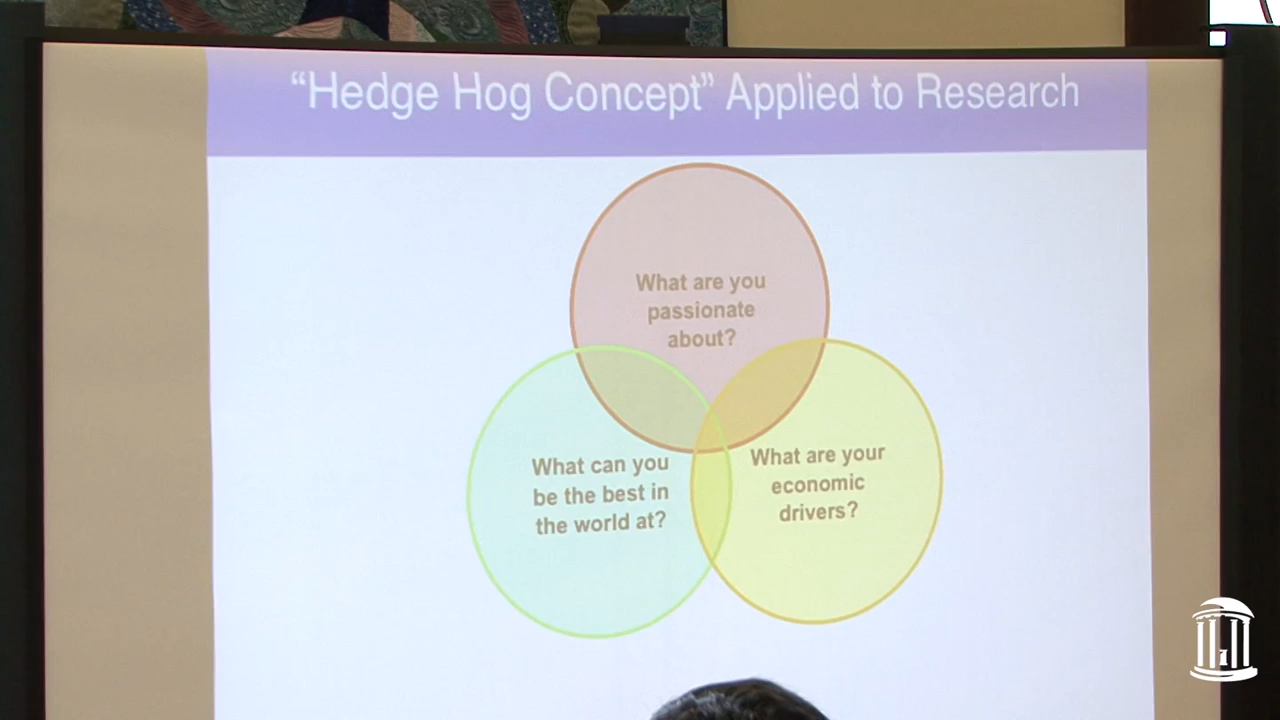 “Hedge Hog Concept” Applied to Research
What are you
passionate
about?
What can you
be the best in
the world at?
What are your
economic
drivers?